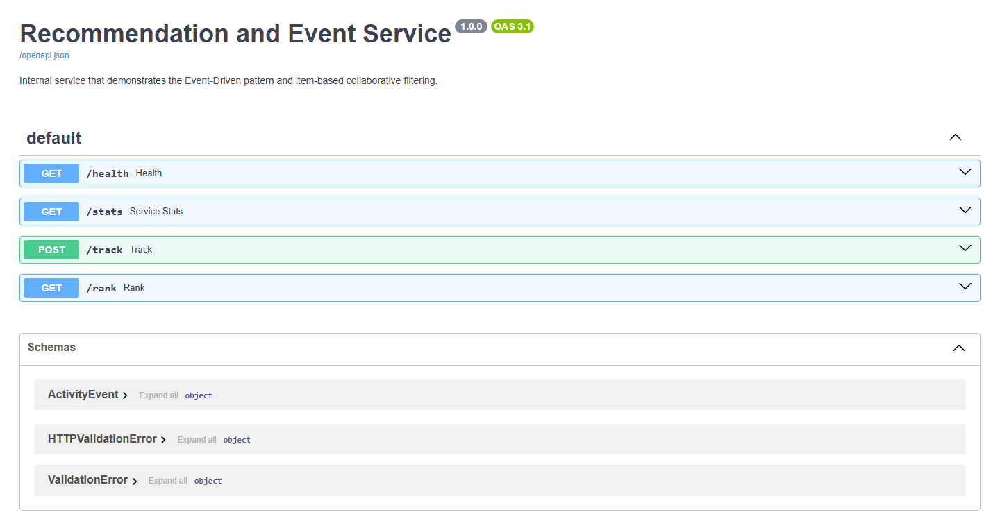 Recommendation and Event Service 1.0.0 OAS 3.1
/openapi.json
Internal service that demonstrates the Event-Driven pattern and item-based collaborative filtering.
default
GET /health Health
GET /stats Service Stats
POST /track Track
GET /rank Rank
Schemas
ActivityEvent Expand all object
HTTPValidationError Expand all object
ValidationError Expand all object